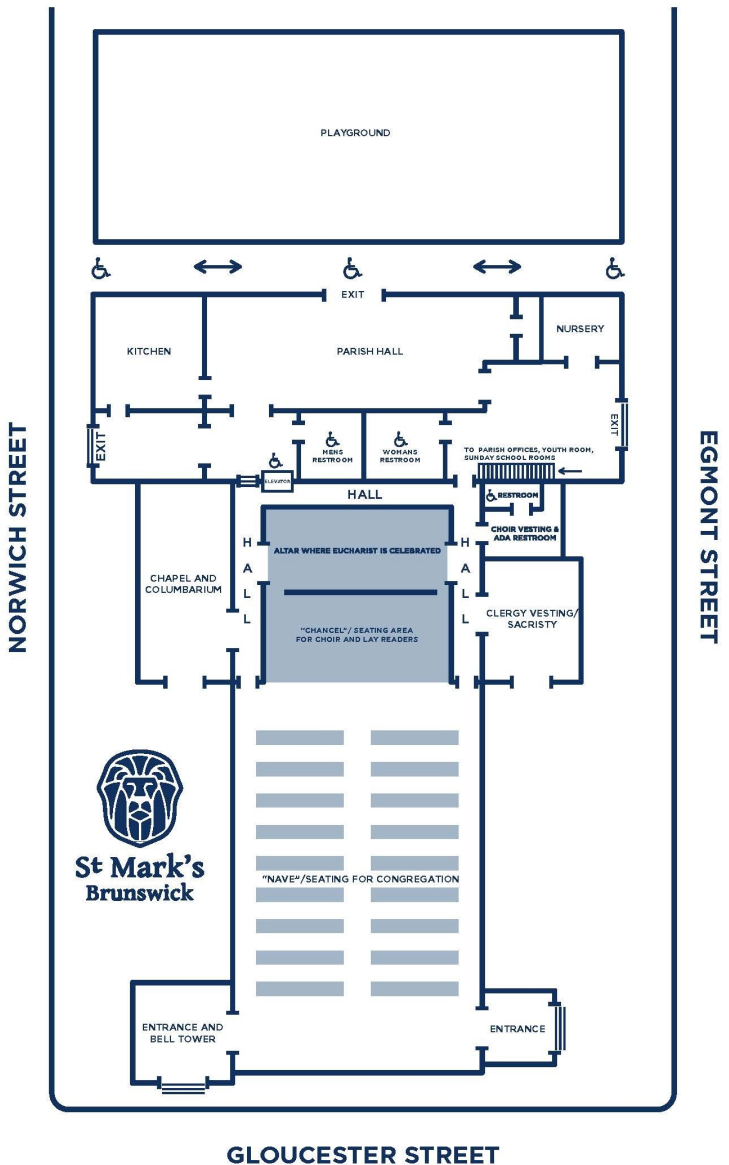 PLAYGROUND
EXIT
KITCHEN
PARISH HALL
NURSERY
EXIT
EXIT
MENS
RESTROOM
WOMANS
RESTROOM
TO PARISH OFFICES, YOUTH ROOM,
SUNDAY SCHOOL ROOMS
ELEVATOR
HALL
RESTROOM
CHOIR VESTING &
ADA RESTROOM
HALL
ALTAR WHERE EUCHARIST IS CELEBRATED
HALL
CHAPEL AND
COLUMBARIUM
"CHANCEL"/ SEATING AREA
FOR CHOIR AND LAY READERS
CLERGY VESTING/
SACRISTY
NORWICH STREET
EGMONT STREET
St Mark's
Brunswick
"NAVE"/SEATING FOR CONGREGATION
ENTRANCE AND
BELL TOWER
ENTRANCE
GLOUCESTER STREET